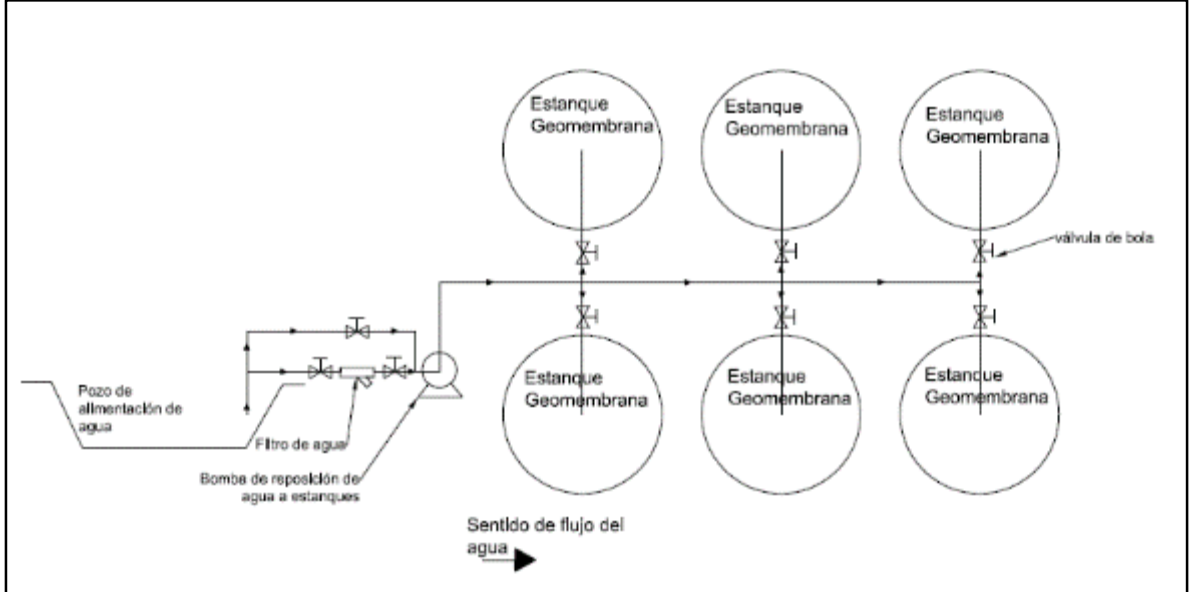 Estanque
Geomembrana
Estanque
Geomembrana
Estanque
Geomembrana
válvula de bola
Estanque
Geomembrana
Estanque
Geomembrana
Estanque
Geomembrana
Pozo de
alimentación de
agua
Filtro de agua
Bomba de reposición de
agua a estanques
Sentido de flujo del
agua